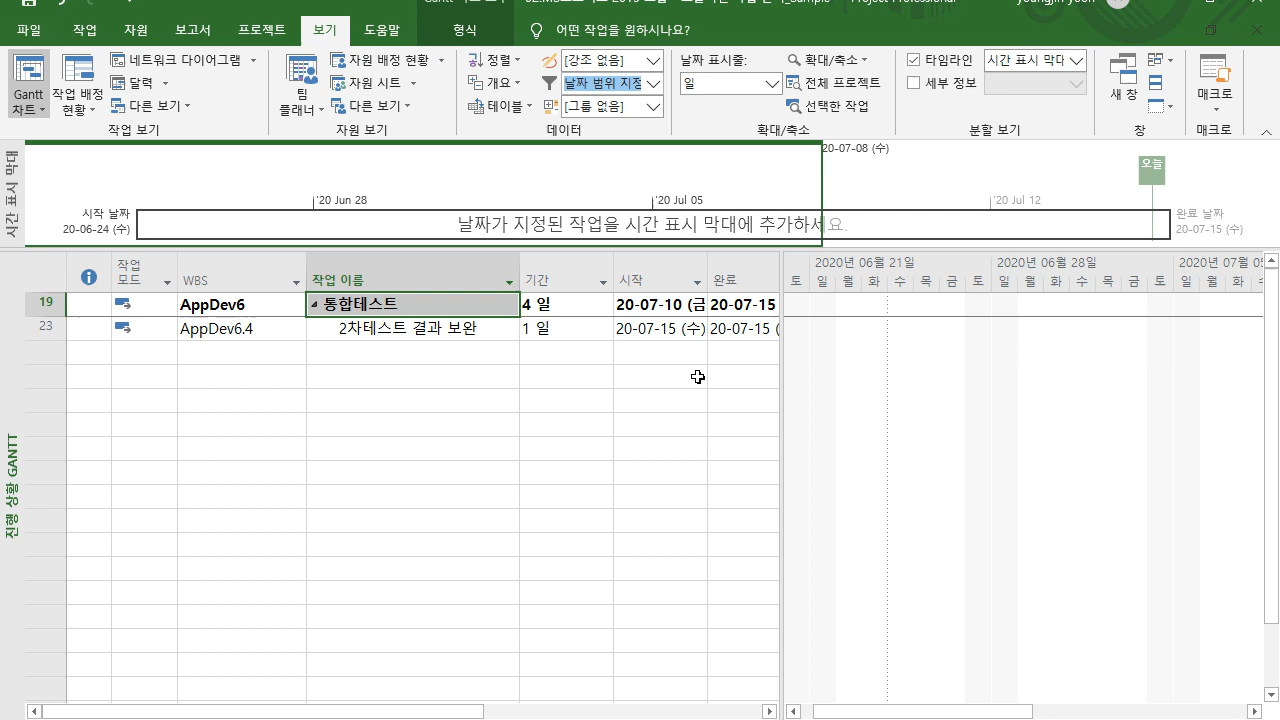 파일 작업 자원 보고서 프로젝트 보기 도움말 형식 어떤 작업을 원하시나요?
Gantt 차트 작업 배정 현황 네트워크 다이어그램 달력 다른 보기
작업 보기
팀 플래너 자원 배정 현황 자원 시트 다른 보기
자원 보기
정렬 [강조 없음]
개요 날짜 범위 지정
테이블 [그룹 없음]
데이터
날짜 표시줄: 확대/축소
일 전체 프로젝트
선택한 작업
확대/축소
타임라인 시간 표시 막대
세부 정보
분할 보기
새 창
창
매크로
매크로
시간 표시 막대
20-07-08 (수)
오늘
'20 Jun 28 '20 Jul 05 '20 Jul 12
시작 날짜
20-06-24 (수)
날짜가 지정된 작업을 시간 표시 막대에 추가하세요.
완료 날짜
20-07-15 (수)
작업 모드 WBS 작업 이름 기간 시작 완료
2020년 06월 21일 2020년 06월 28일 2020년 07월
토 일 월 화 수 목 금 토 일 월 화 수 목 금 토 일 월 화
19 AppDev6 통합테스트 4 일 20-07-10 (금 20-07-15
23 AppDev6.4 2차테스트 결과 보완 1 일 20-07-15 (수) 20-07-15 (
진행 상황 GANTT